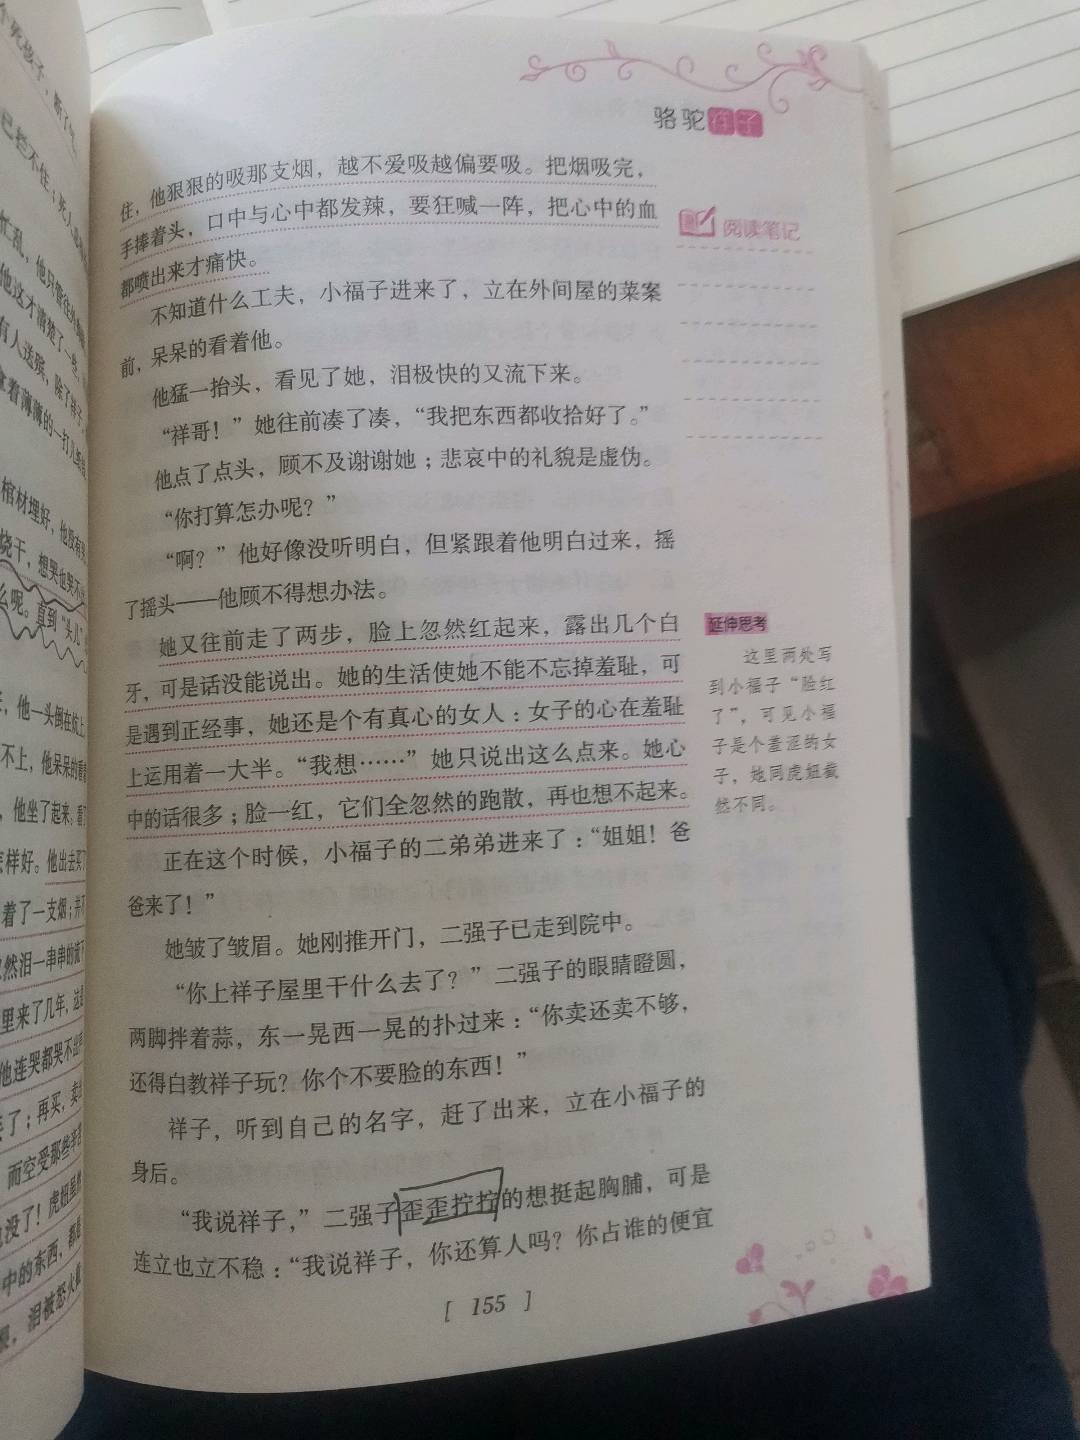 骆驼祥子
住，他狠狠的吸那支烟，越不爱吸越偏要吸。把烟吸完，
手捧着头，口中与心中都发辣，要狂喊一阵，把心中的血
都喷出来才痛快。
不知道什么工夫，小福子进来了，立在外间屋的菜案
前，呆呆的看着他。
他猛一抬头，看见了她，泪极快的又流下来。
“祥哥！”她往前凑了凑，“我把东西都收拾好了。”
他点了点头，顾不及谢谢她；悲哀中的礼貌是虚伪。
“你打算怎办呢？”
“啊？”他好像没听明白，但紧跟着他明白过来，摇
了摇头——他顾不得想办法。
她又往前走了两步，脸上忽然红起来，露出几个白
牙，可是话没能说出。她的生活使她不能不忘掉羞耻，可
是遇到正经事，她还是个有真心的女人：女子的心在羞耻
上运用着一大半。“我想……”她只说出这么点来。她心
中的话很多；脸一红，它们全忽然的跑散，再也想不起来。
正在这个时候，小福子的二弟弟进来了：“姐姐！爸
爸来了！”
她皱了皱眉。她刚推开门，二强子已走到院中。
“你上祥子屋里干什么去了？”二强子的眼睛瞪圆，
两脚拌着蒜，东一晃西一晃的扑过来：“你卖还卖不够，
还得白教祥子玩？你个不要脸的东西！”
祥子，听到自己的名字，赶了出来，立在小福子的
身后。
“我说祥子，”二强子歪歪拧拧的想挺起胸脯，可是
连立也立不稳：“我说祥子，你还算人吗？你占谁的便宜
[ 155 ]
阅读笔记
延伸思考
这里两处写
到小福子“脸红
了”，可见小福
子是个羞涩的女
子，她同虎妞截
然不同。